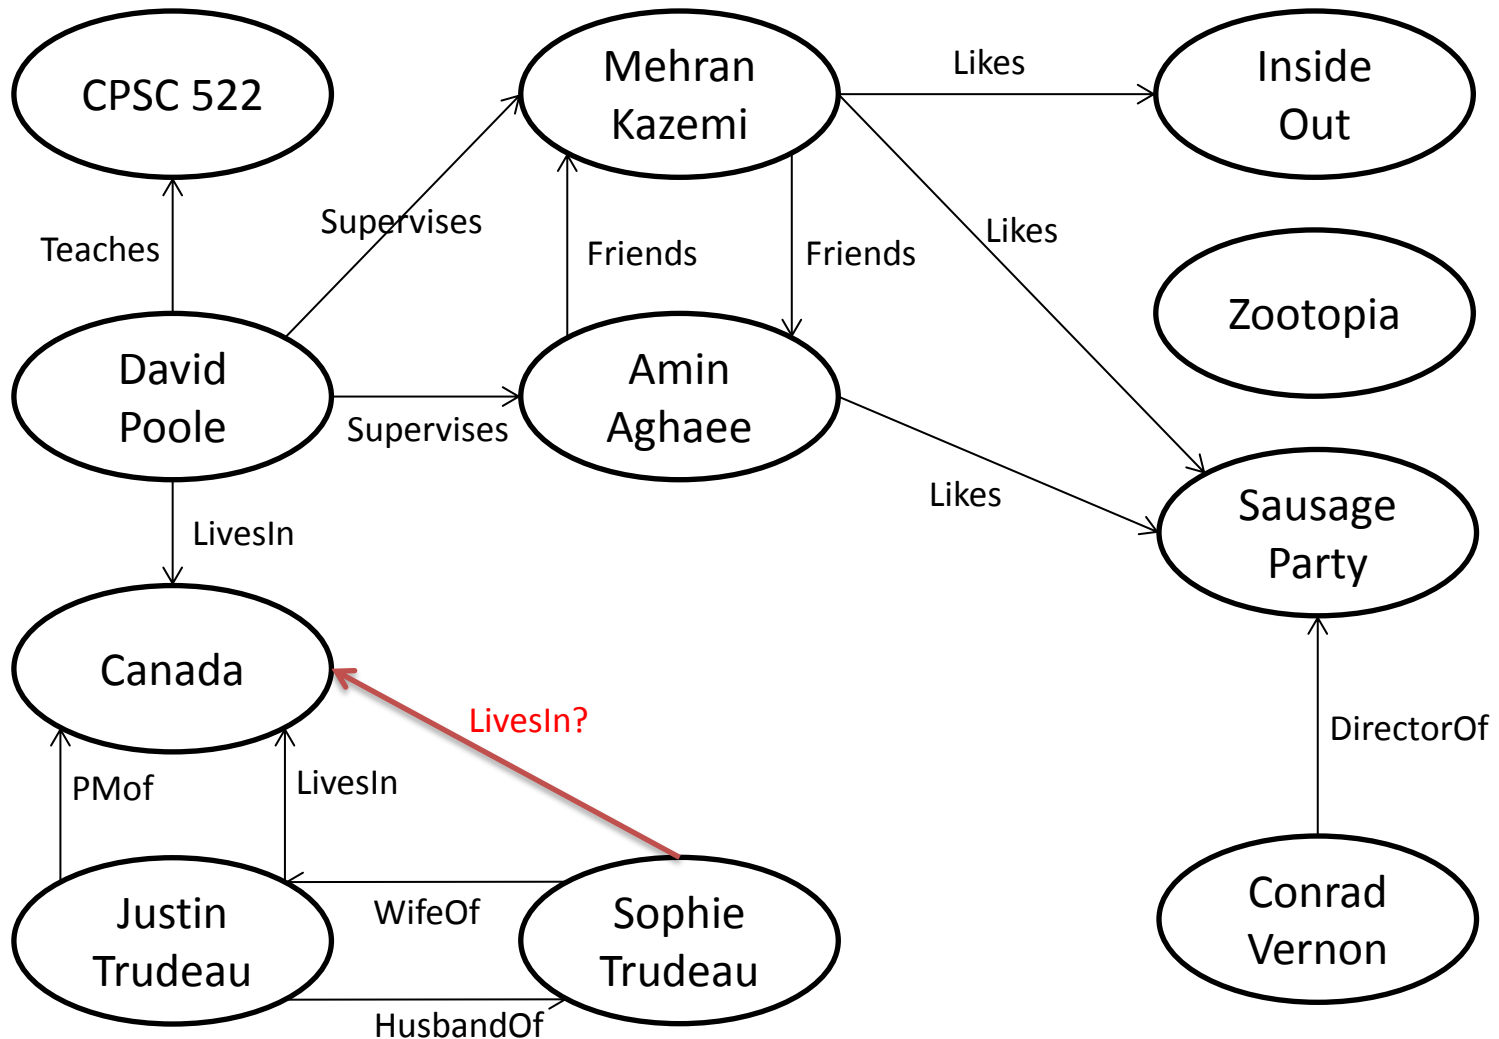 CPSC 522
Mehran
Kazemi
Likes
Inside
Out
Teaches
Supervises
Friends
Friends
Likes
Zootopia
David
Poole
Supervises
Amin
Aghaee
Likes
Sausage
Party
LivesIn
Canada
LivesIn?
DirectorOf
PMof
LivesIn
Justin
Trudeau
WifeOf
Sophie
Trudeau
HusbandOf
Conrad
Vernon